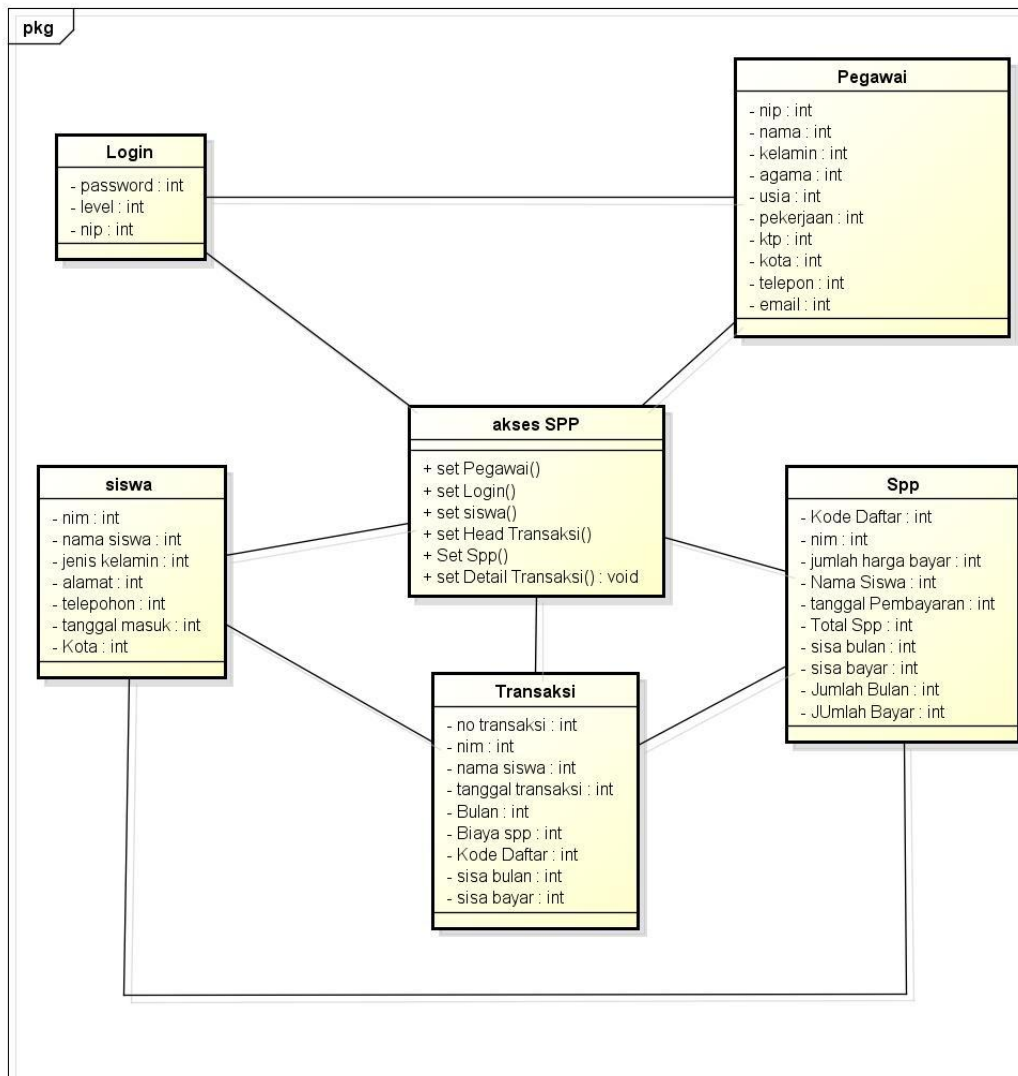 pkg
Pegawai
- nip : int
- nama : int
- kelamin : int
- agama : int
- usia : int
- pekerjaan : int
- ktp : int
- kota : int
- telepon : int
- email : int
Login
- password : int
- level : int
- nip : int
akses SPP
+ set Pegawai()
+ set Login()
+ set siswa()
+ set Head Transaksi()
+ Set Spp()
+ set Detail Transaksi() : void
siswa
- nim : int
- nama siswa : int
- jenis kelamin : int
- alamat : int
- telepohon : int
- tanggal masuk : int
- Kota : int
Spp
- Kode Daftar : int
- nim : int
- jumlah harga bayar : int
- Nama Siswa : int
- tanggal Pembayaran : int
- Total Spp : int
- sisa bulan : int
- sisa bayar : int
- Jumlah Bulan : int
- JUmlah Bayar : int
Transaksi
- no transaksi : int
- nim : int
- nama siswa : int
- tanggal transaksi : int
- Bulan : int
- Biaya spp : int
- Kode Daftar : int
- sisa bulan : int
- sisa bayar : int